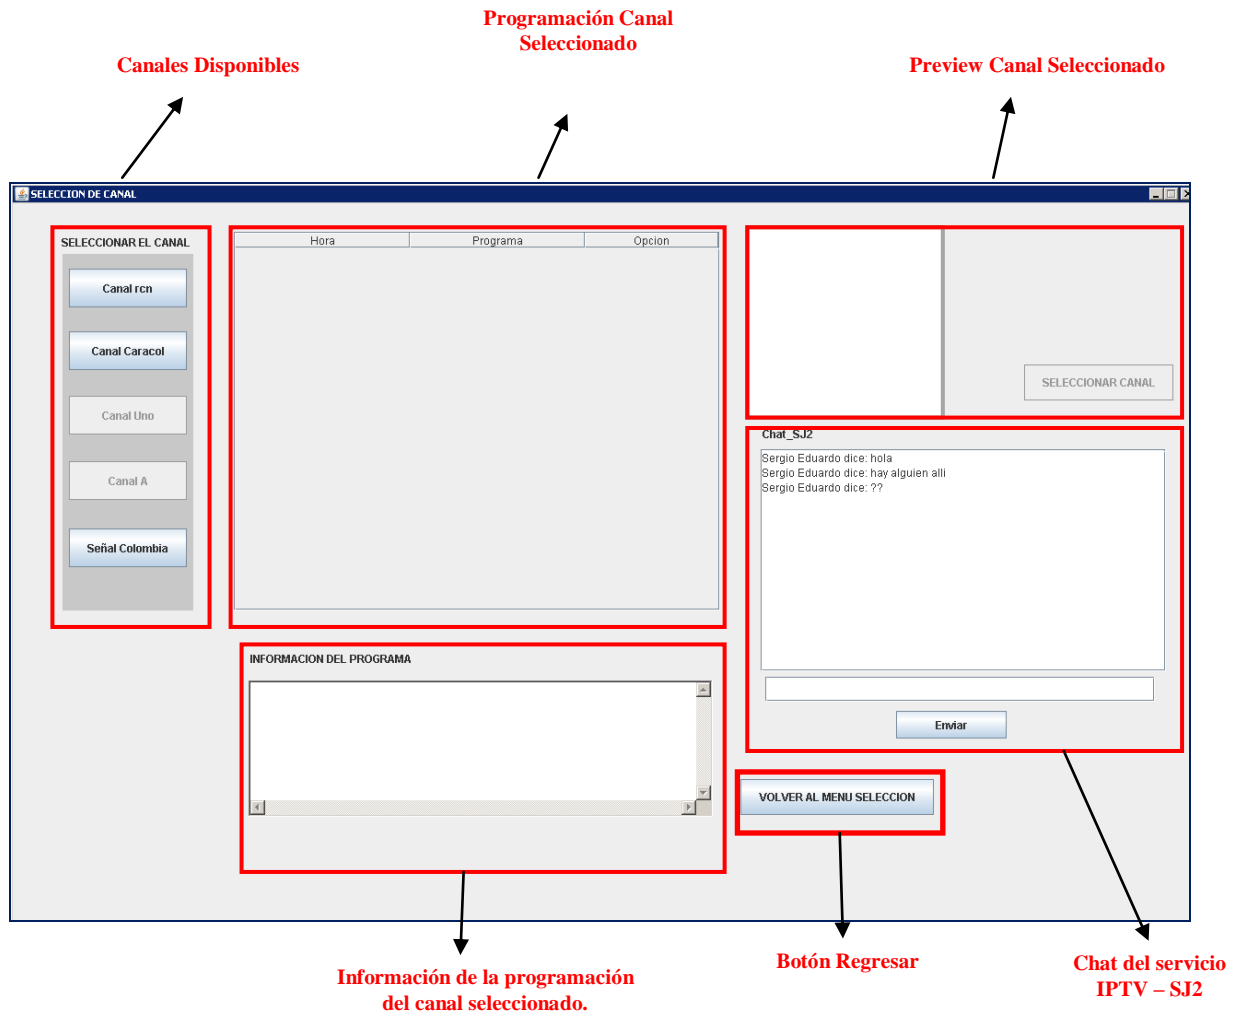 Programación Canal
Seleccionado
Canales Disponibles
Preview Canal Seleccionado
SELECCION DE CANAL
SELECCIONAR EL CANAL
Canal rcn
Canal Caracol
Canal Uno
Canal A
Señal Colombia
Hora Programa Opcion
SELECCIONAR CANAL
Chat_SJ2
Sergio Eduardo dice: hola
Sergio Eduardo dice: hay alguien alli
Sergio Eduardo dice: ??
Enviar
INFORMACION DEL PROGRAMA
VOLVER AL MENU SELECCION
Información de la programación
del canal seleccionado.
Botón Regresar
Chat del servicio
IPTV – SJ2